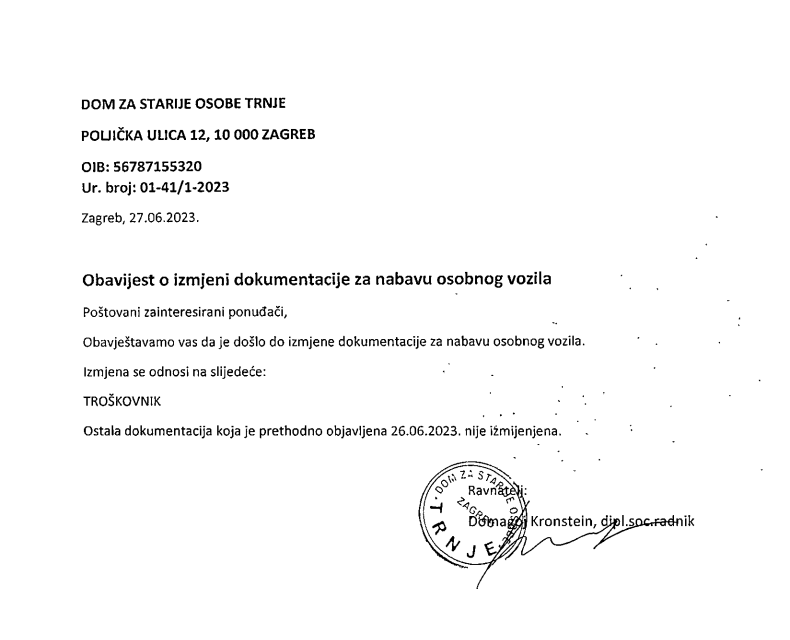 DOM ZA STARIJE OSOBE TRNJE
POLJIČKA ULICA 12, 10 000 ZAGREB
OIB: 56787155320
Ur. broj: 01-41/1-2023
Zagreb, 27.06.2023.
Obavijest o izmjeni dokumentacije za nabavu osobnog vozila
Poštovani zainteresirani ponuđači,
Obavještavamo vas da je došlo do izmjene dokumentacije za nabavu osobnog vozila.
Izmjena se odnosi na slijedeće:
TROŠKOVNIK
Ostala dokumentacija koja je prethodno objavljena 26.06.2023. nije ižmijenjena.
Ravnatelj:
Domagoj Kronstein, dipl.soc.radnik
DOM ZA STARIJE OSOBE
ZAGREB
TRNJE